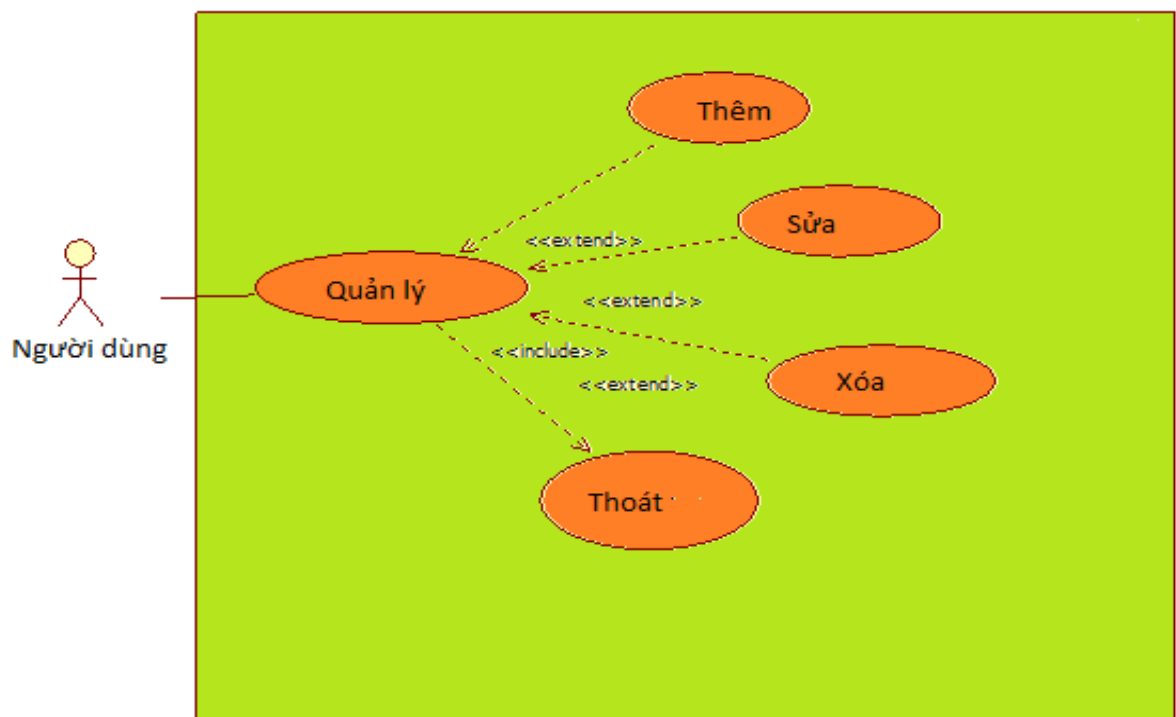 Thêm
Sửa
<<extend>>
Quản lý
<<extend>>
Người dùng
<<include>>
<<extend>>
Xóa
Thoát